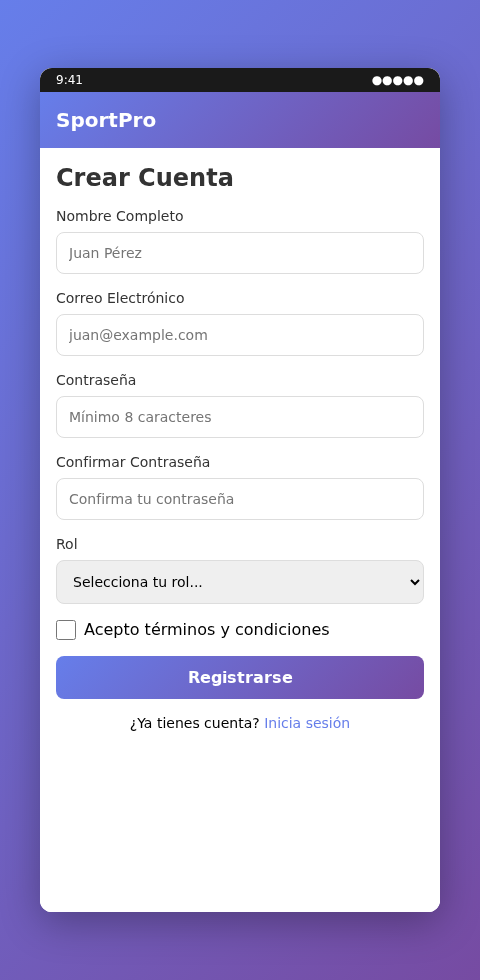 9:41 ●●●●●
SportPro
Crear Cuenta
Nombre Completo
Juan Pérez
Correo Electrónico
juan@example.com
Contraseña
Mínimo 8 caracteres
Confirmar Contraseña
Confirma tu contraseña
Rol
Selecciona tu rol...
Acepto términos y condiciones
Registrarse
¿Ya tienes cuenta? Inicia sesión